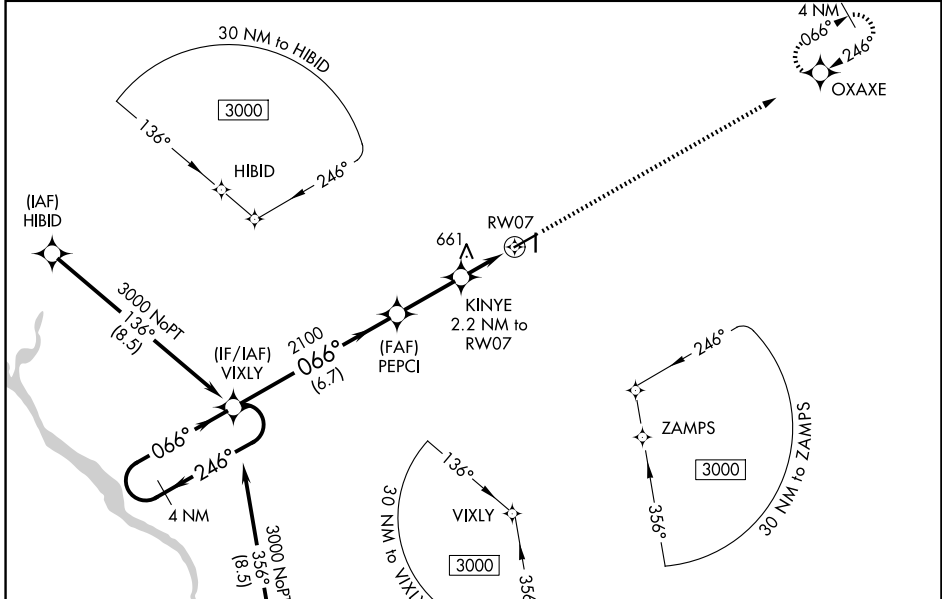 4 NM
066°
246°
OXAXE
30 NM to HIBID
3000
136°
HIBID
246°
(IAF)
HIBID
RW07
661
3000 NoPT
136°
(8.5)
KINYE
2.2 NM to
RW07
2100
066°
(6.7)
(FAF)
PEPCI
(IF/IAF)
VIXLY
066°
246°
4 NM
3000 NoPT
356°
(8.5)
246°
ZAMPS
3000
356°
30 NM to ZAMPS
136°
VIXLY
3000
30 NM to VIXLY